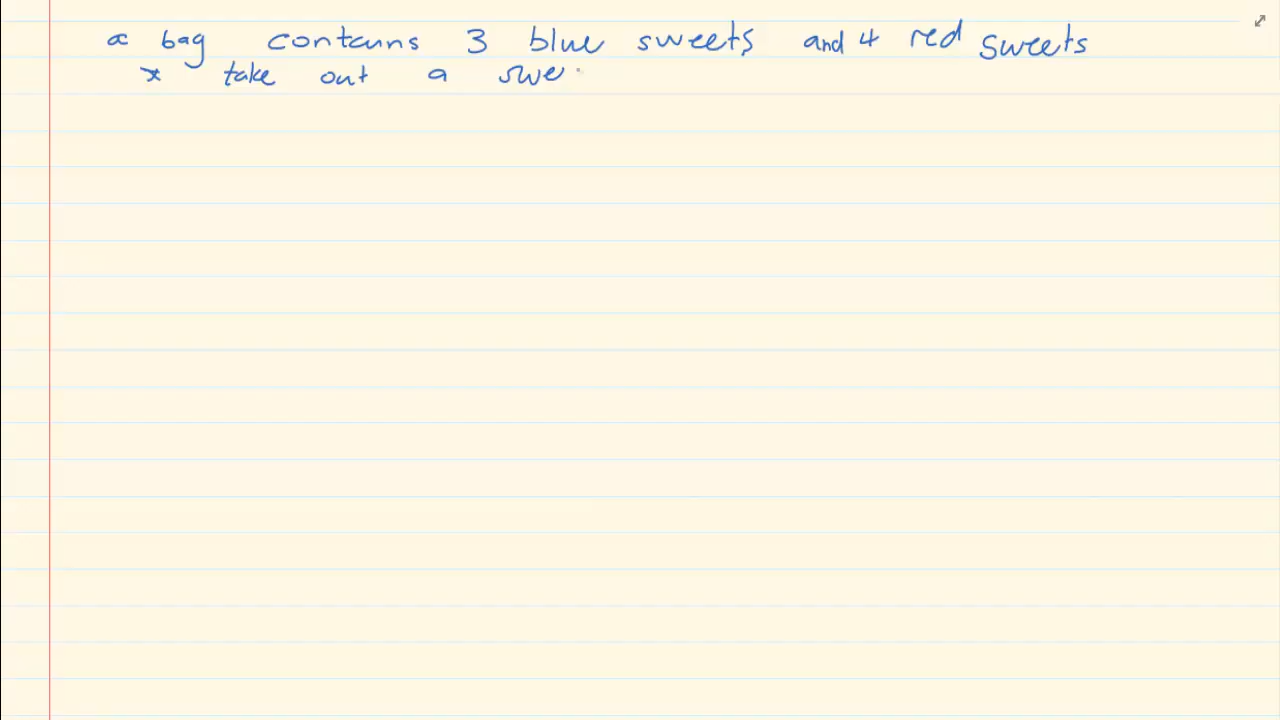 a bag contains 3 blue sweets and 4 red sweets
* take out a swe